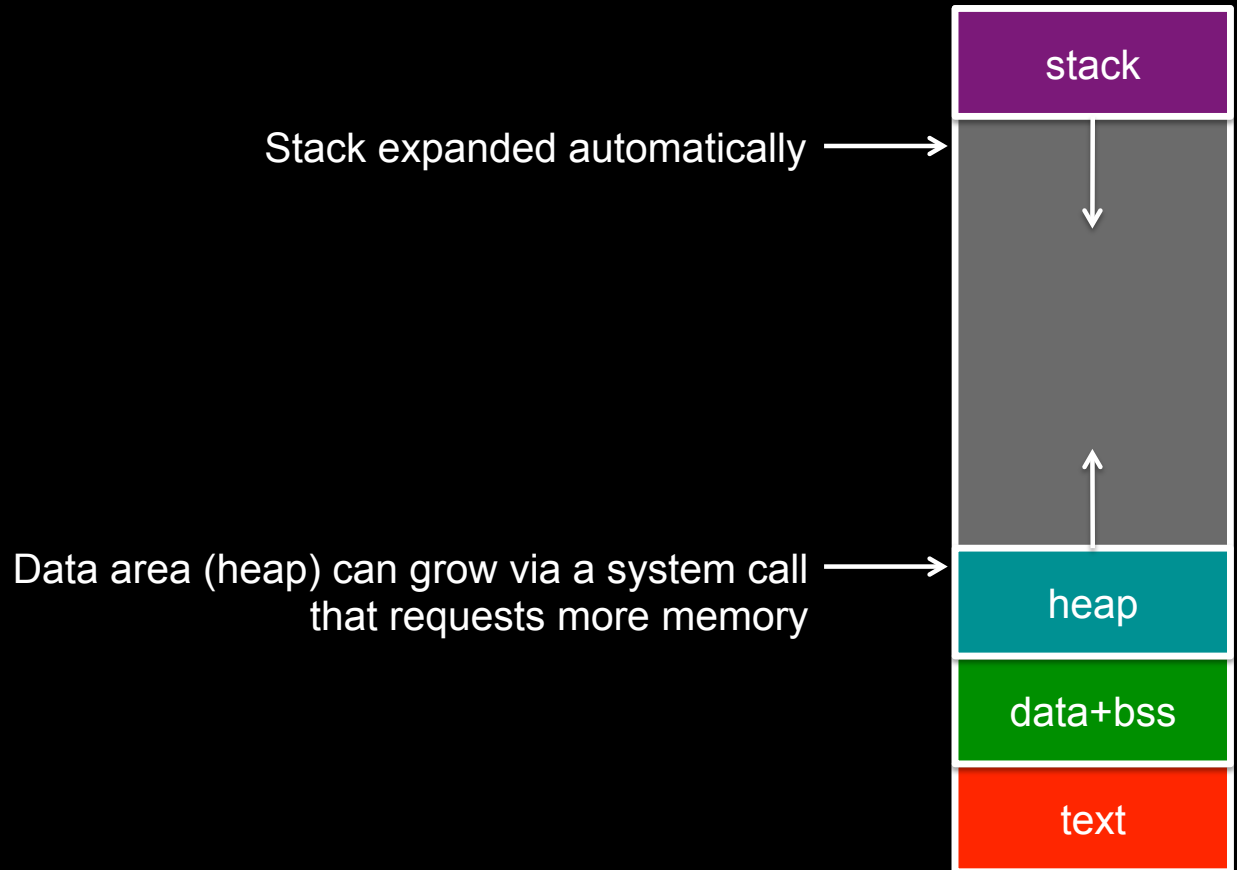 stack
Stack expanded automatically
Data area (heap) can grow via a system call
that requests more memory
heap
data+bss
text